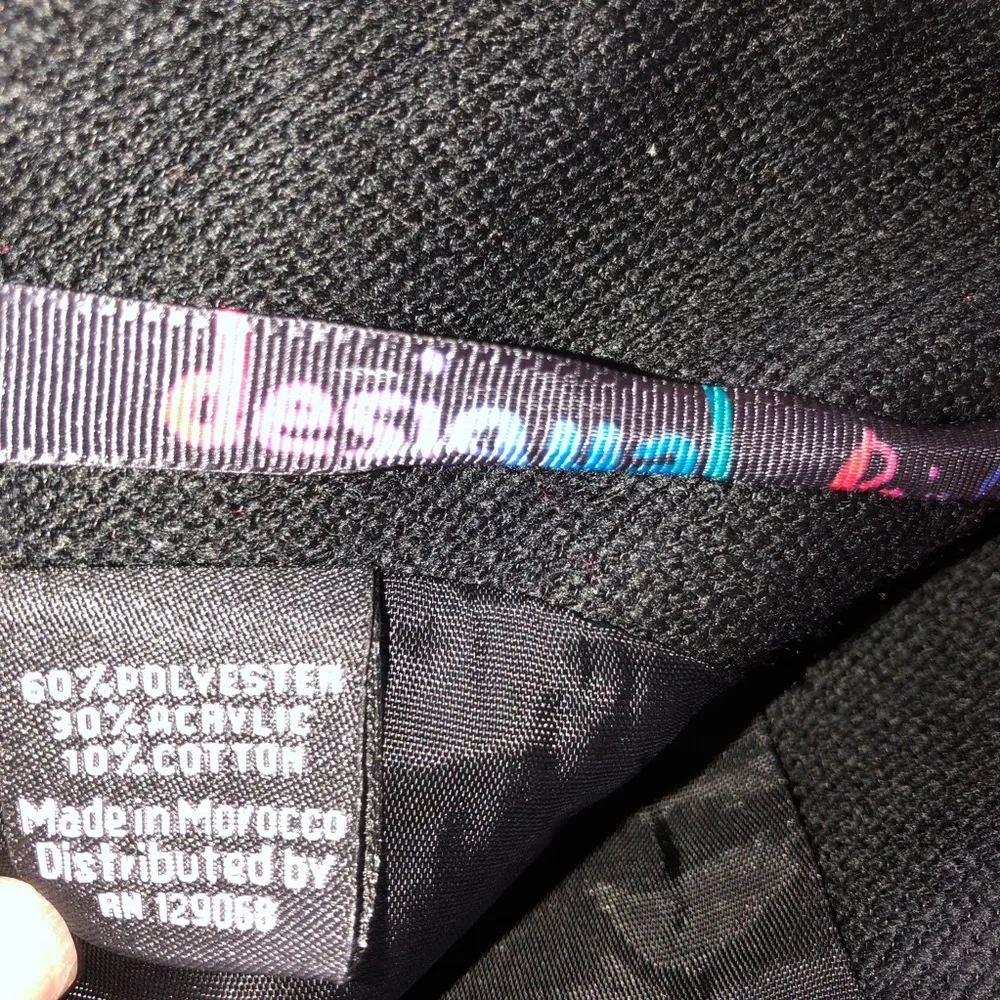 desigual
60%POLYESTER
30%ACRYLIC
10%COTTON
Made in Morocco
Distributed by
RN 129068